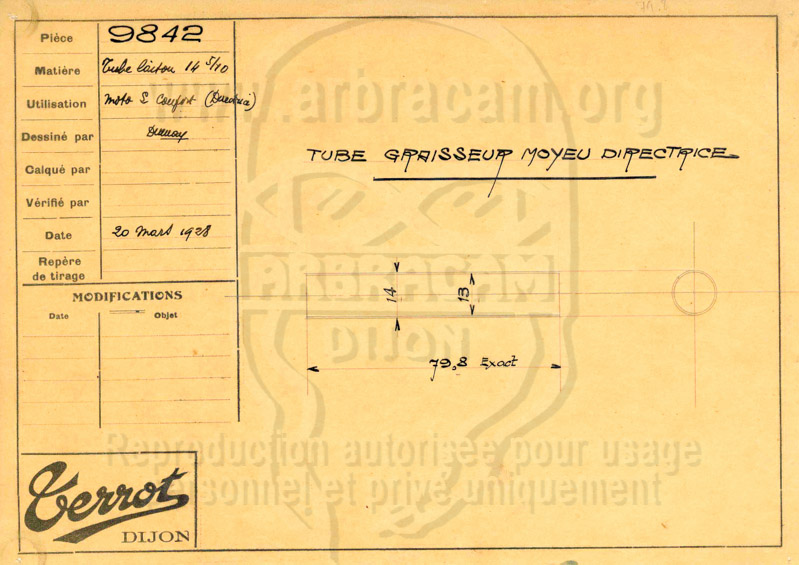 Pièce 9842
Matière Tube laiton 14 5/10
Utilisation Moto S. Confort
Dessiné par
Calqué par
Vérifié par
Date 20 Mars 1928
Repère
de tirage
MODIFICATIONS
Date Objet
TUBE GRAISSEUR MOYEU DIRECTRICE
14 13
79,8 Exact
Terrot
DIJON
www.arbracam.org
ARBRACAM
DIJON
Reproduction autorisée pour usage
personnel et privé uniquement